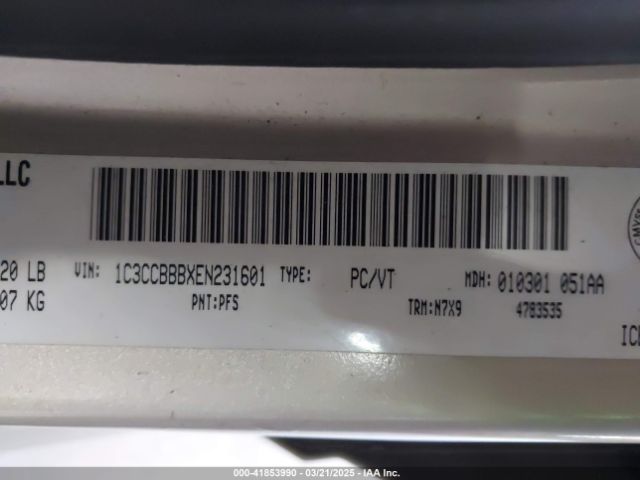 LLC
20 LB VIN: 1C3CCBBBXEN231601 TYPE: PC/VT MDH: 010301 051AA
07 KG PNT:PFS TRM:N7X9 4783535
000-41853990 - 03/21/2025 - IAA Inc.